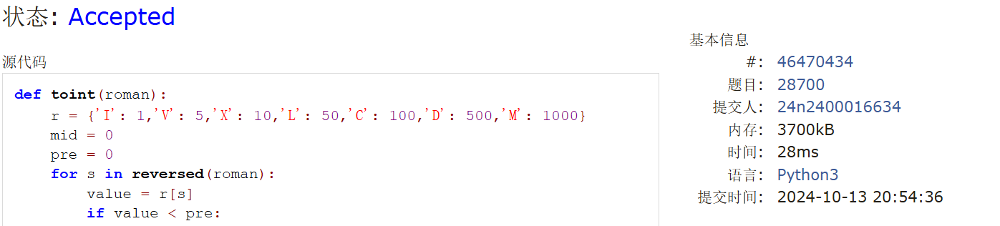 状态: Accepted
源代码
def toint(roman):
    r = {'I': 1,'V': 5,'X': 10,'L': 50,'C': 100,'D': 500,'M': 1000}
    mid = 0
    pre = 0
    for s in reversed(roman):
        value = r[s]
        if value < pre:
基本信息
#: 46470434
题目: 28700
提交人: 24n2400016634
内存: 3700kB
时间: 28ms
语言: Python3
提交时间: 2024-10-13 20:54:36